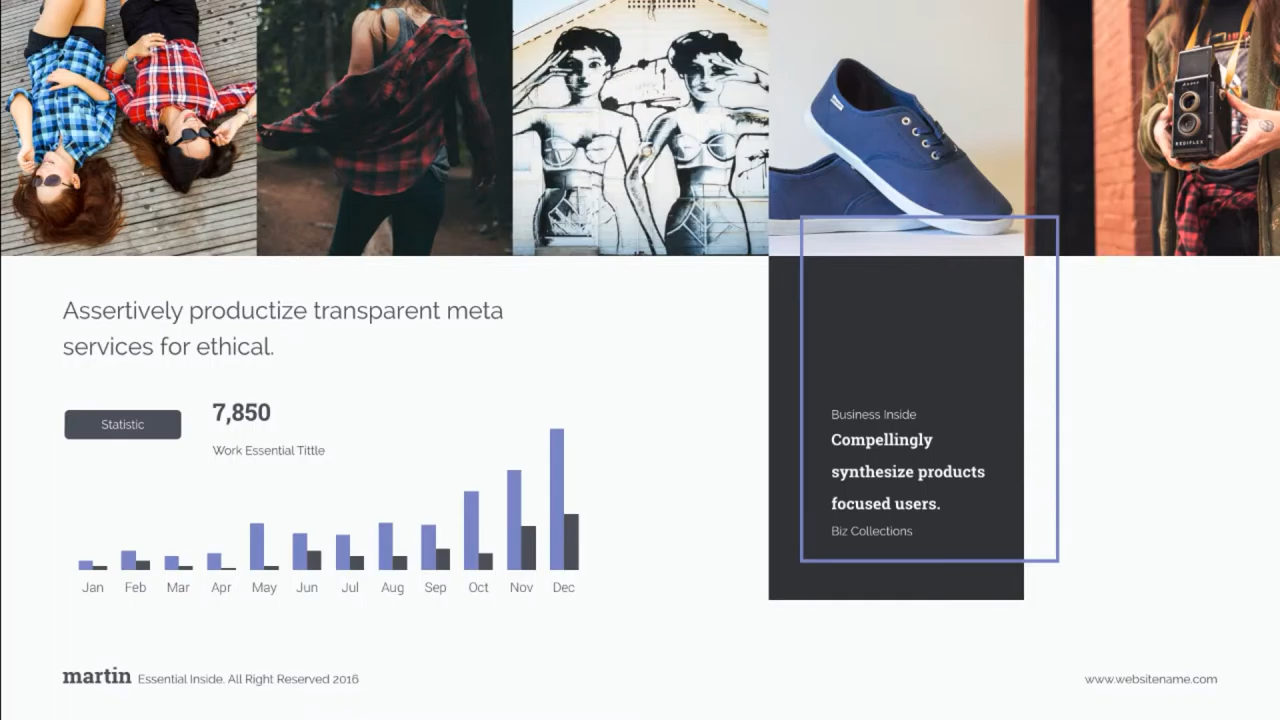 REDIFLEX
Assertively productize transparent meta
services for ethical.
Statistic
7,850
Work Essential Tittle
Jan Feb Mar Apr May Jun Jul Aug Sep Oct Nov Dec
Business Inside
Compellingly
synthesize products
focused users.
Biz Collections
martin Essential Inside. All Right Reserved 2016
www.websitename.com